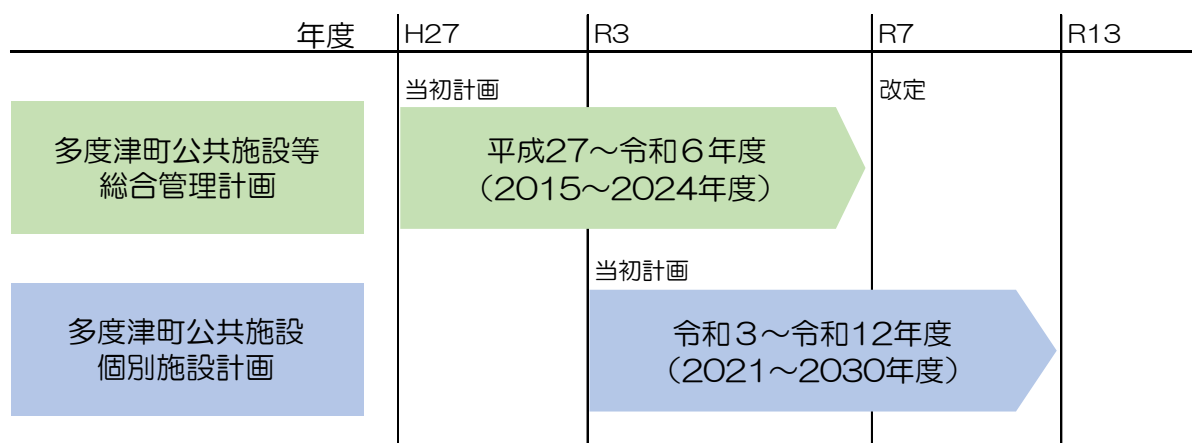 年度 H27 R3 R7 R13
当初計画 改定
多度津町公共施設等
総合管理計画
平成27～令和６年度
（2015～2024年度）
当初計画
多度津町公共施設
個別施設計画
令和３～令和12年度
（2021～2030年度）